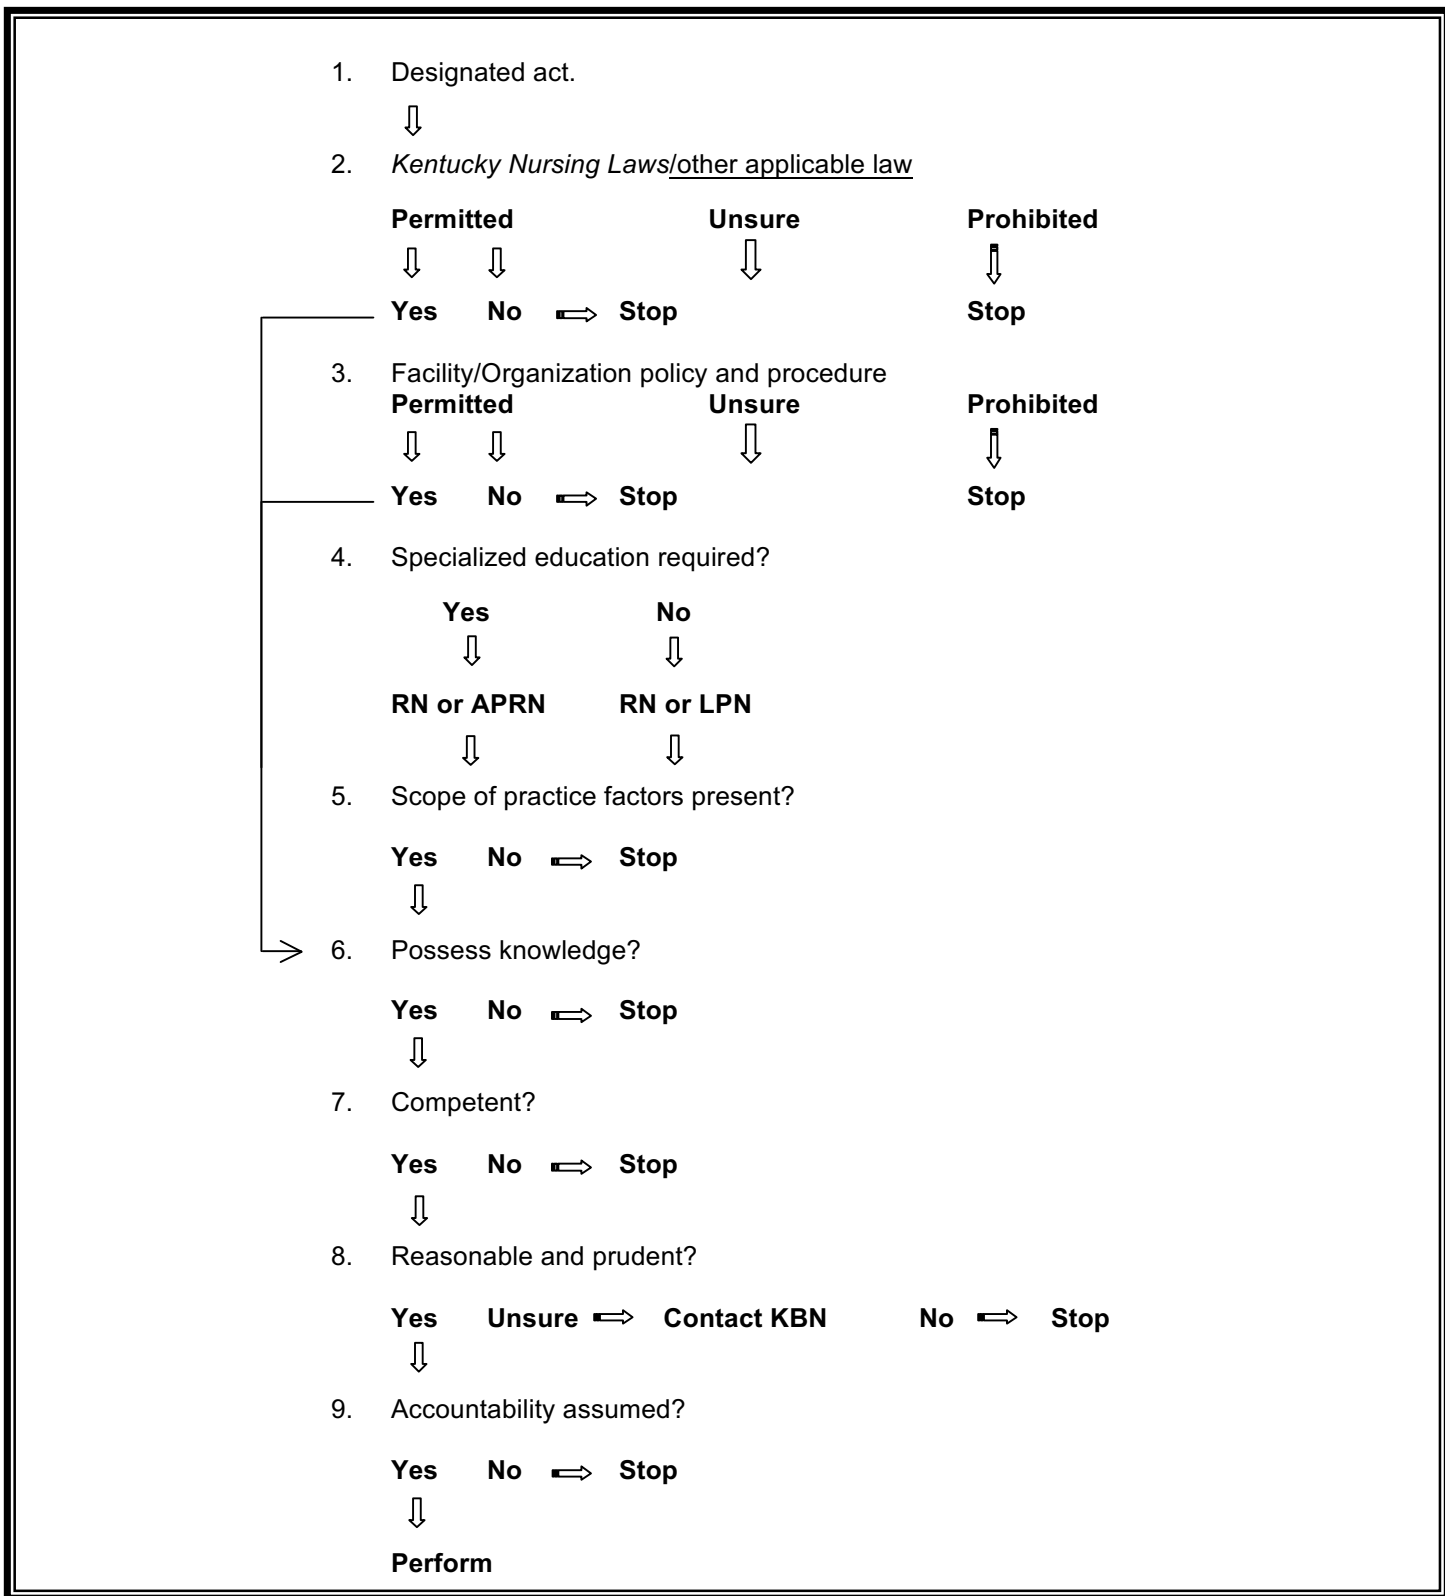 1. Designated act.
2. Kentucky Nursing Laws/other applicable law
Permitted Unsure Prohibited
Yes No Stop Stop
3. Facility/Organization policy and procedure
Permitted Unsure Prohibited
Yes No Stop Stop
4. Specialized education required?
Yes No
RN or APRN RN or LPN
5. Scope of practice factors present?
Yes No Stop
6. Possess knowledge?
Yes No Stop
7. Competent?
Yes No Stop
8. Reasonable and prudent?
Yes Unsure Contact KBN No Stop
9. Accountability assumed?
Yes No Stop
Perform